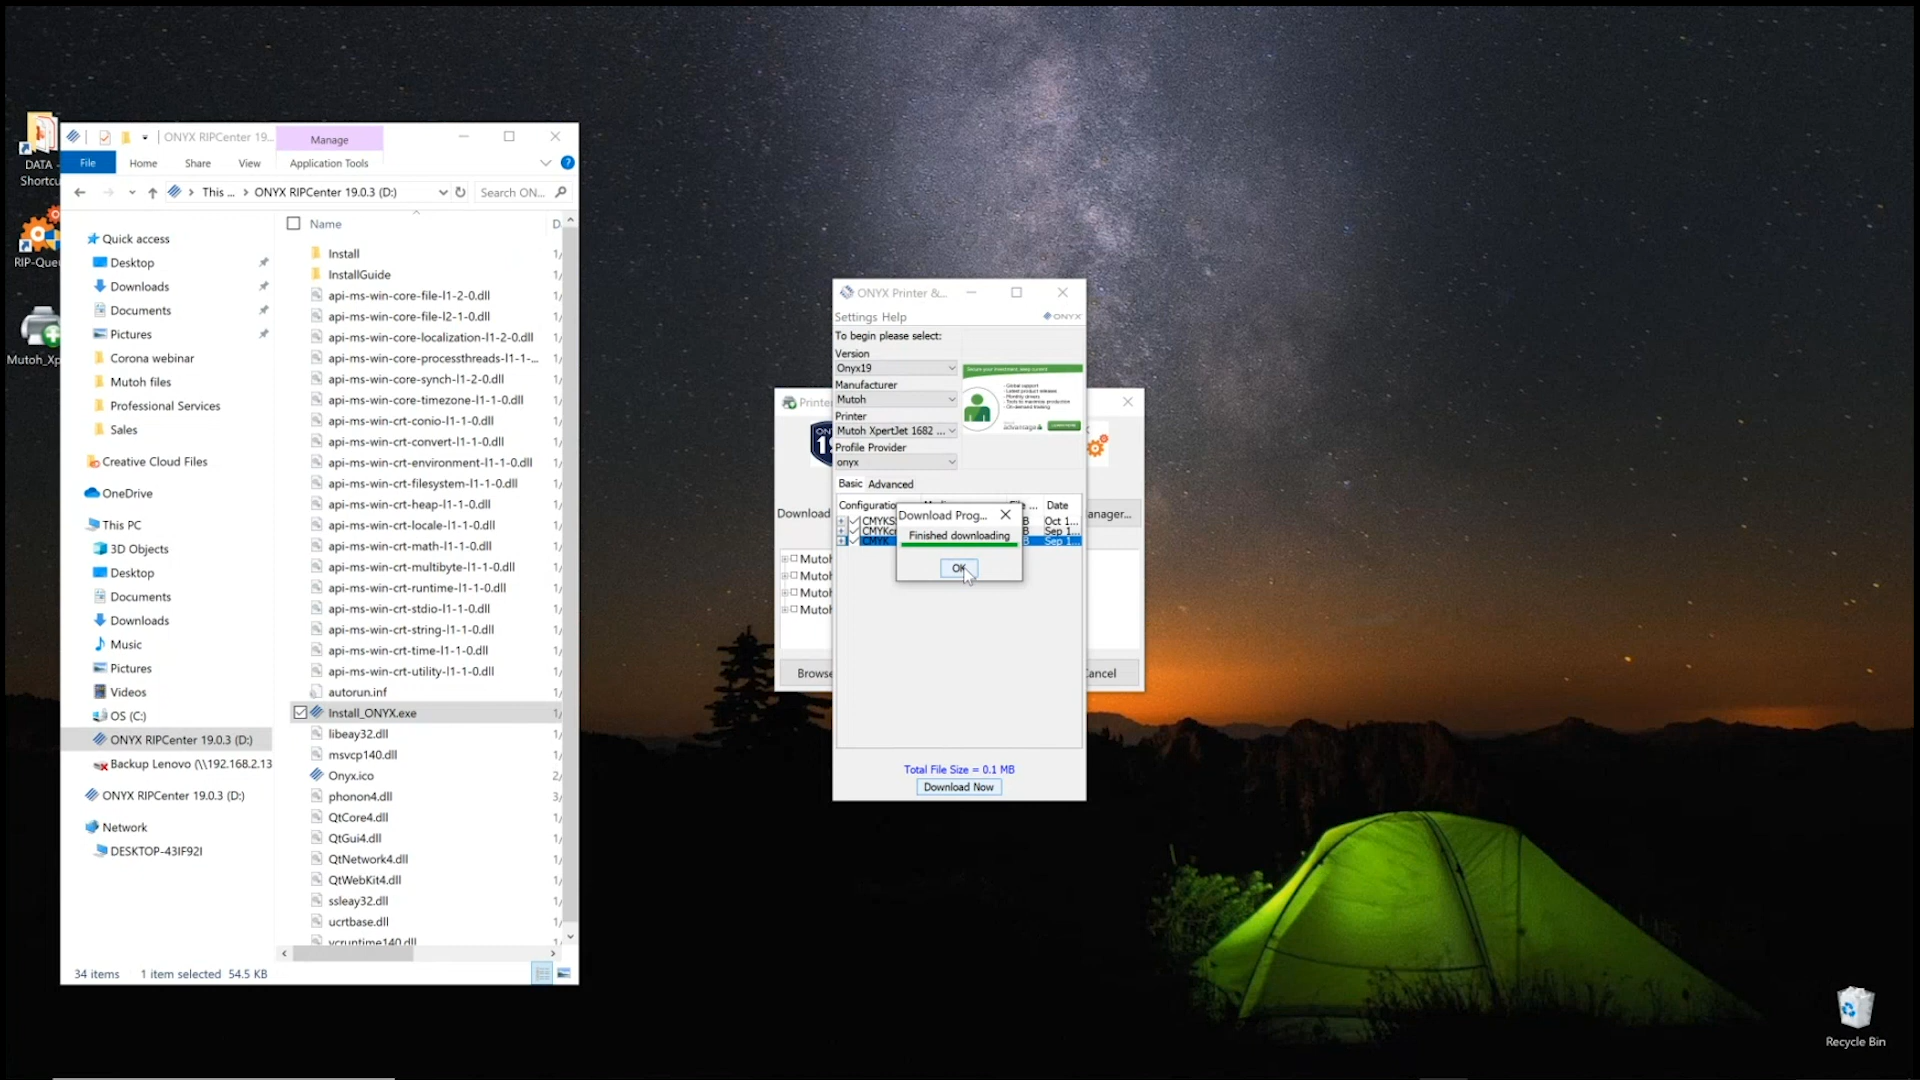 DATA -
Shortcu
RIP-Que
Mutoh_Xp
ONYX RIPCenter 19...
Manage
File
Home
Share
View
Application Tools
This ...
ONYX RIPCenter 19.0.3 (D:)
Search ON...
Quick access
Desktop
Downloads
Documents
Pictures
Corona webinar
Mutoh files
Professional Services
Sales
Creative Cloud Files
OneDrive
This PC
3D Objects
Desktop
Documents
Downloads
Music
Pictures
Videos
OS (C:)
ONYX RIPCenter 19.0.3 (D:)
Backup Lenovo (\\192.168.2.13
ONYX RIPCenter 19.0.3 (D:)
Network
DESKTOP-43IF92I
Name
D
Install
InstallGuide
api-ms-win-core-file-l1-2-0.dll
api-ms-win-core-file-l2-1-0.dll
api-ms-win-core-localization-l1-2-0.dll
api-ms-win-core-processthreads-l1-1-...
api-ms-win-core-synch-l1-2-0.dll
api-ms-win-core-timezone-l1-1-0.dll
api-ms-win-crt-conio-l1-1-0.dll
api-ms-win-crt-convert-l1-1-0.dll
api-ms-win-crt-environment-l1-1-0.dll
api-ms-win-crt-filesystem-l1-1-0.dll
api-ms-win-crt-heap-l1-1-0.dll
api-ms-win-crt-locale-l1-1-0.dll
api-ms-win-crt-math-l1-1-0.dll
api-ms-win-crt-multibyte-l1-1-0.dll
api-ms-win-crt-runtime-l1-1-0.dll
api-ms-win-crt-stdio-l1-1-0.dll
api-ms-win-crt-string-l1-1-0.dll
api-ms-win-crt-time-l1-1-0.dll
api-ms-win-crt-utility-l1-1-0.dll
autorun.inf
Install_ONYX.exe
libeay32.dll
msvcp140.dll
Onyx.ico
phonon4.dll
QtCore4.dll
QtGui4.dll
QtNetwork4.dll
QtWebKit4.dll
ssleay32.dll
ucrtbase.dll
vcruntime140.dll
34 items
1 item selected 54.5 KB
Printer
Download
anager...
Mutoh
Mutoh
Mutoh
Mutoh
Browse
Cancel
ONYX Printer &...
Settings Help
ONYX
To begin please select:
Version
Onyx19
Manufacturer
Mutoh
Printer
Mutoh XpertJet 1682 ...
Profile Provider
onyx
Secure your investment, keep current
- Global support
- Latest product releases
advantage
Basic
Advanced
Configuration
Date
CMYKS
B
Oct 1...
CMYKc
B
Sep 1...
CMYK
B
Sep 1...
Download Prog...
Finished downloading
OK
Total File Size = 0.1 MB
Download Now
Recycle Bin